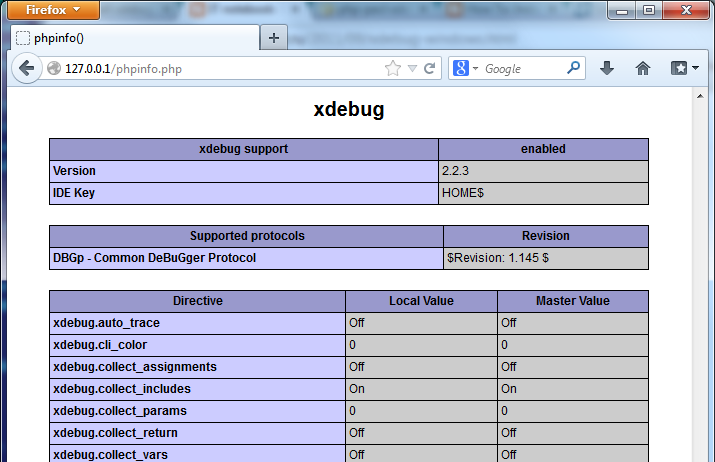 Firefox
phpinfo()
127.0.0.1/phpinfo.php
Google
xdebug
xdebug support enabled
Version 2.2.3
IDE Key HOME$
Supported protocols Revision
DBGp - Common DeBuGger Protocol $Revision: 1.145 $
Directive Local Value Master Value
xdebug.auto_trace Off Off
xdebug.cli_color 0 0
xdebug.collect_assignments Off Off
xdebug.collect_includes On On
xdebug.collect_params 0 0
xdebug.collect_return Off Off
xdebug.collect_vars Off Off